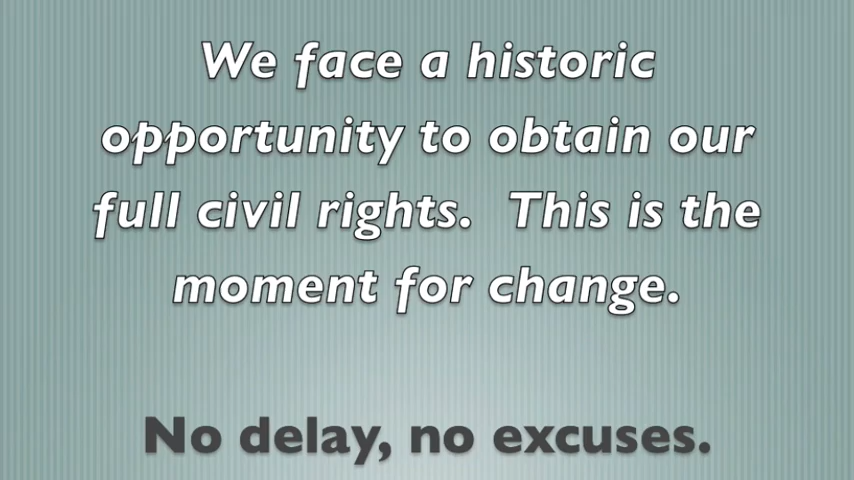 We face a historic
opportunity to obtain our
full civil rights.  This is the
moment for change.
No delay, no excuses.